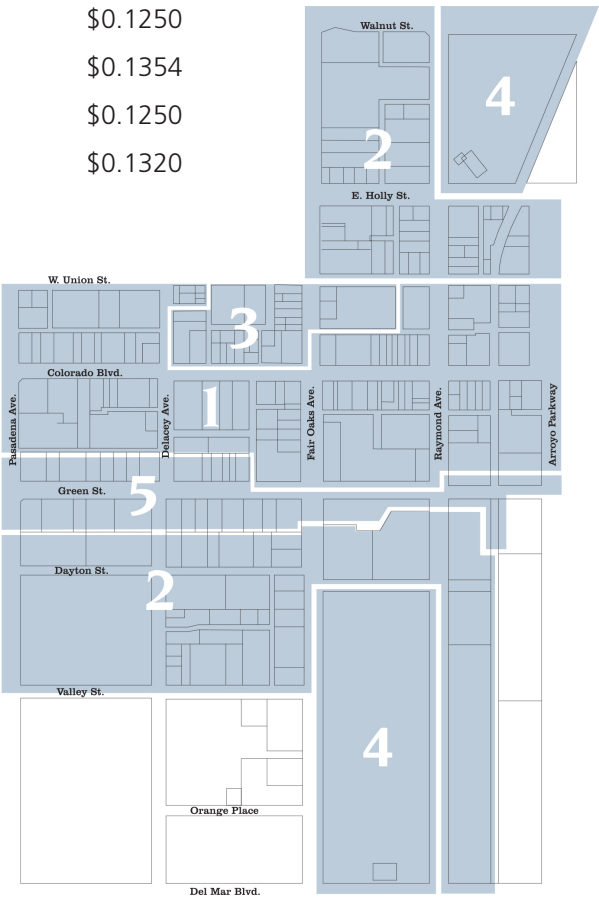 $0.1250
$0.1354
$0.1250
$0.1320
Walnut St.
4
2
E. Holly St.
W. Union St.
3
Colorado Blvd.
Pasadena Ave.
Delacey Ave.
1
Fair Oaks Ave.
Raymond Ave.
Arroyo Parkway
Green St.
5
Dayton St.
2
Valley St.
4
Orange Place
Del Mar Blvd.